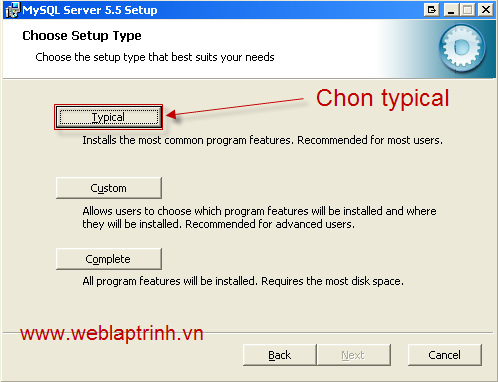 MySQL Server 5.5 Setup
Choose Setup Type
Choose the setup type that best suits your needs
Chon typical
Typical
Installs the most common program features. Recommended for most users.
Custom
Allows users to choose which program features will be installed and where
they will be installed. Recommended for advanced users.
Complete
All program features will be installed. Requires the most disk space.
www.weblaptrinh.vn
Back
Next
Cancel